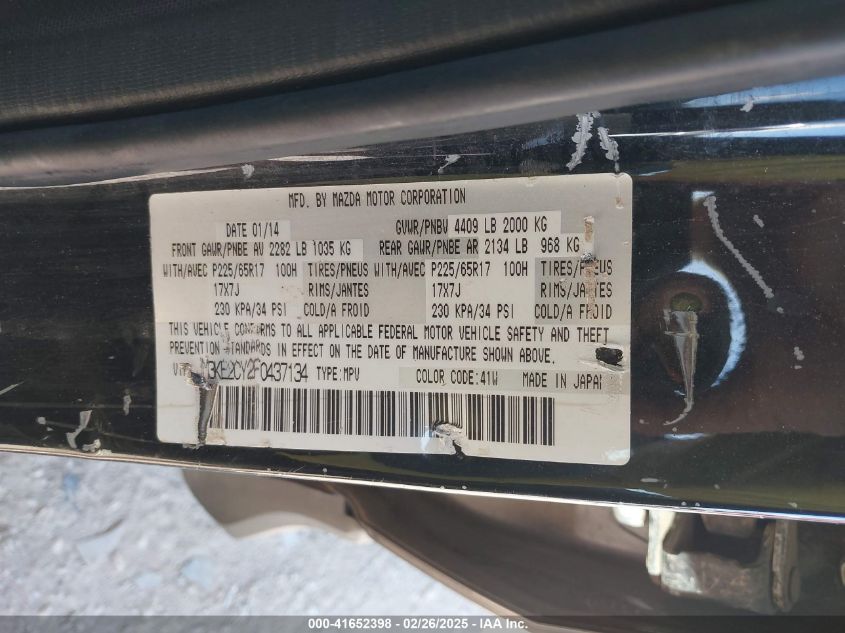 MFD. BY MAZDA MOTOR CORPORATION
DATE 01/14 GVWR/PNBV 4409 LB 2000 KG
FRONT GAWR/PNBE AV 2282 LB 1035 KG REAR GAWR/PNBE AR 2134 LB 968 KG
WITH/AVEC P225/65R17 100H TIRES/PNEUS WITH/AVEC P225/65R17 100H TIRES/PNEUS
17X7J RIMS/JANTES 17X7J RIMS/JANTES
230 KPA/34 PSI COLD/A FROID 230 KPA/34 PSI COLD/A FROID
THIS VEHICLE CONFORMS TO ALL APPLICABLE FEDERAL MOTOR VEHICLE SAFETY AND THEFT
PREVENTION STANDARDS IN EFFECT ON THE DATE OF MANUFACTURE SHOWN ABOVE.
TYPE:MPV COLOR CODE:41W MADE IN JAPAN
000-41652398 - 02/26/2025 - IAA Inc.